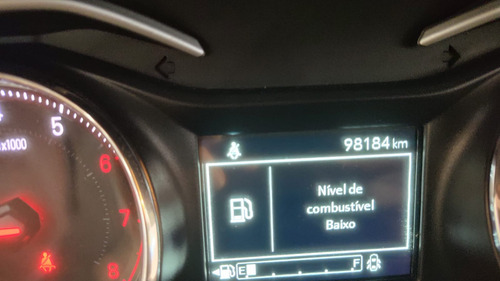 98184 km
5
x1000
6
Nível de
combustível
Baixo
7
8
E F